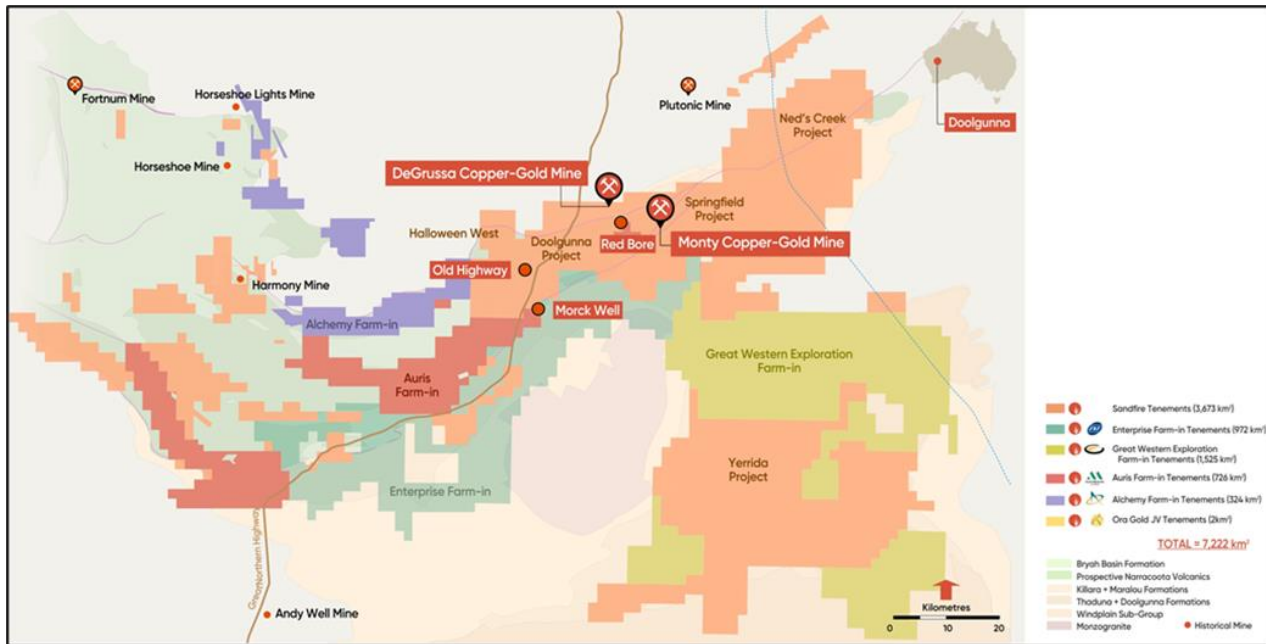 Fortnum Mine
Horseshoe Lights Mine
Plutonic Mine
Ned's Creek
Project
Doolgunna
Horseshoe Mine
DeGrussa Copper-Gold Mine
Springfield
Project
Halloween West
Doolgunna
Project
Red Bore
Monty Copper-Gold Mine
Old Highway
Harmony Mine
Morck Well
Alchemy Farm-in
Great Western Exploration
Farm-in
Auris
Farm-in
Yerrida
Project
Enterprise Farm-in
Great Northern Highway
Andy Well Mine
Kilometres
0 10 20
Sandfire Tenements (3,673 km²)
Enterprise Farm-in Tenements (972 km²)
Great Western Exploration
Farm-in Tenements (1,525 km²)
Auris Farm-in Tenements (726 km²)
Alchemy Farm-in Tenements (324 km²)
Ora Gold JV Tenements (2km²)
TOTAL = 7,222 km²
Bryah Basin Formation
Prospective Narracoota Volcanics
Killara + Maralou Formations
Thaduna + Doolgunna Formations
Windplain Sub-Group
Monzogranite
Historical Mine